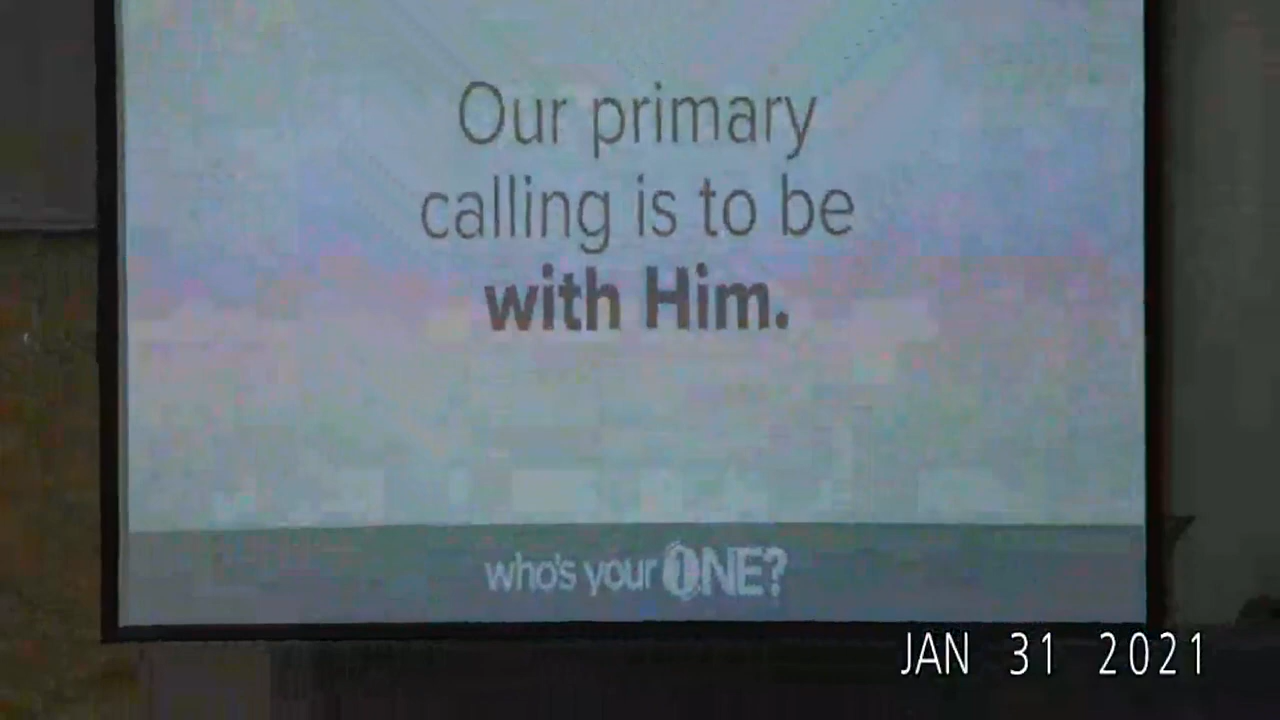 Our primary
calling is to be
with Him.
who's your ONE?
JAN 31 2021